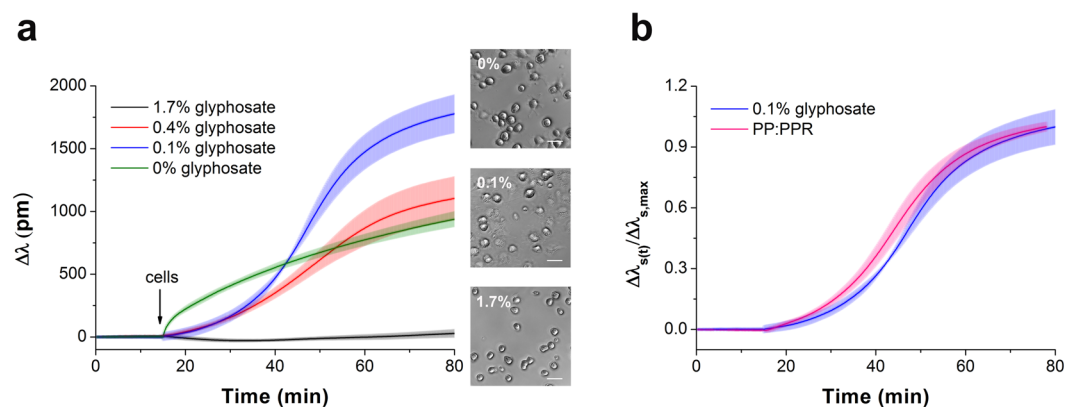 a
2000
1500
1000
500
0
Δλ (pm)
1.7% glyphosate
0.4% glyphosate
0.1% glyphosate
0% glyphosate
cells
0 20 40 60 80
Time (min)
0%
0.1%
1.7%
b
1.2
0.9
0.6
0.3
0.0
Δλs(t)/Δλs,max
0.1% glyphosate
PP:PPR
0 20 40 60 80
Time (min)